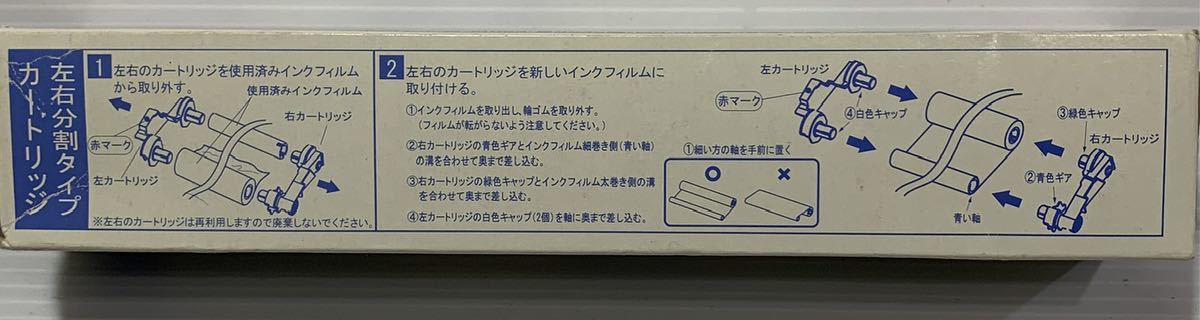 左右分割タイプ
カートリッジ
1 左右のカートリッジを使用済みインクフィルム
から取り外す。
使用済みインクフィルム
右カートリッジ
赤マーク
左カートリッジ
※左右のカートリッジは再利用しますので廃棄しないでください。
2 左右のカートリッジを新しいインクフィルムに
取り付ける。
①インクフィルムを取り出し、輪ゴムを取り外す。
(フィルムが転がらないよう注意してください。)
②右カートリッジの青色ギアとインクフィルム細巻き側(青い軸)
の溝を合わせて奥まで差し込む。
③右カートリッジの緑色キャップとインクフィルム太巻き側の溝
を合わせて奥まで差し込む。
④左カートリッジの白色キャップ(2個)を軸に奥まで差し込む。
左カートリッジ
赤マーク
④白色キャップ
①細い方の軸を手前に置く
③緑色キャップ
右カートリッジ
②青色ギア
青い軸